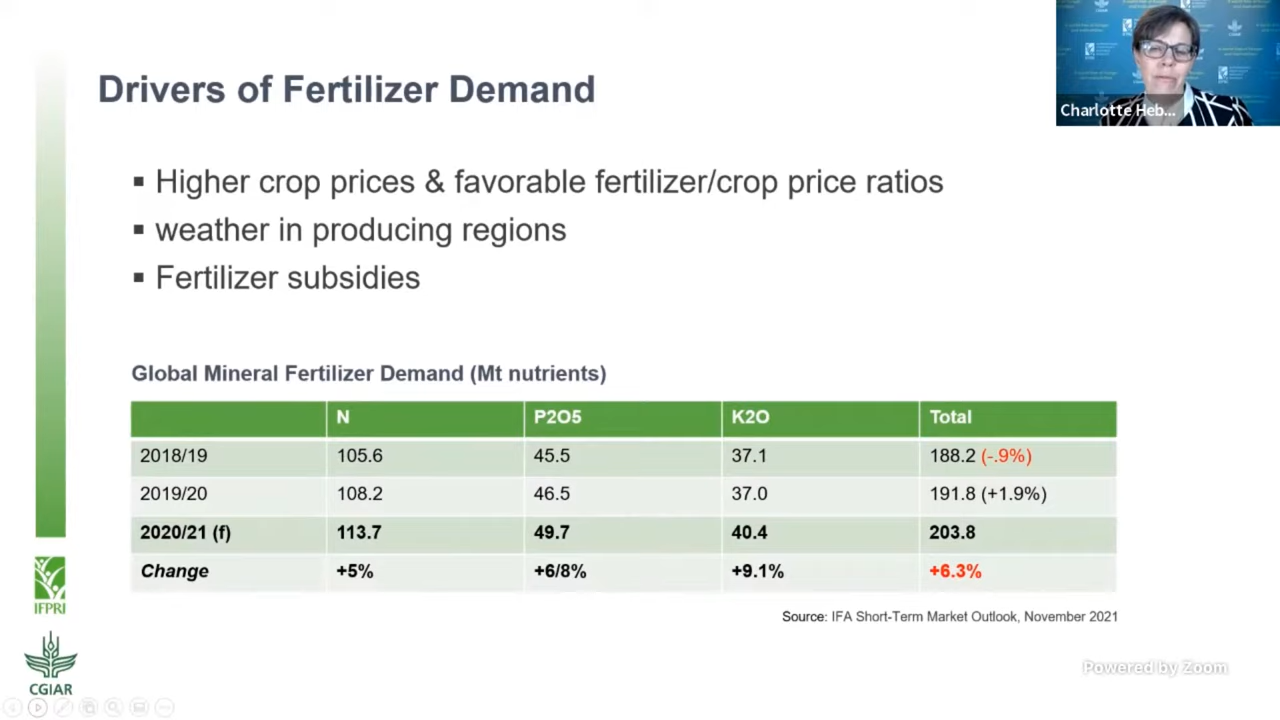 Drivers of Fertilizer Demand
Charlotte Heb...
▪ Higher crop prices & favorable fertilizer/crop price ratios
▪ weather in producing regions
▪ Fertilizer subsidies
Global Mineral Fertilizer Demand (Mt nutrients)
N P2O5 K2O Total
2018/19 105.6 45.5 37.1 188.2 (-.9%)
2019/20 108.2 46.5 37.0 191.8 (+1.9%)
2020/21 (f) 113.7 49.7 40.4 203.8
Change +5% +6/8% +9.1% +6.3%
Source: IFA Short-Term Market Outlook, November 2021
IFPRI
CGIAR
Powered by Zoom